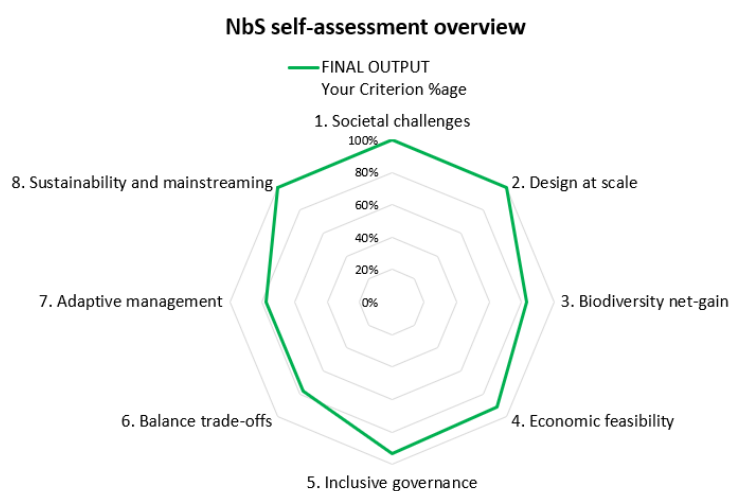 NbS self-assessment overview
FINAL OUTPUT
Your Criterion %age
1. Societal challenges
100%
8. Sustainability and mainstreaming
80%
2. Design at scale
60%
40%
20%
7. Adaptive management
0%
3. Biodiversity net-gain
6. Balance trade-offs
4. Economic feasibility
5. Inclusive governance